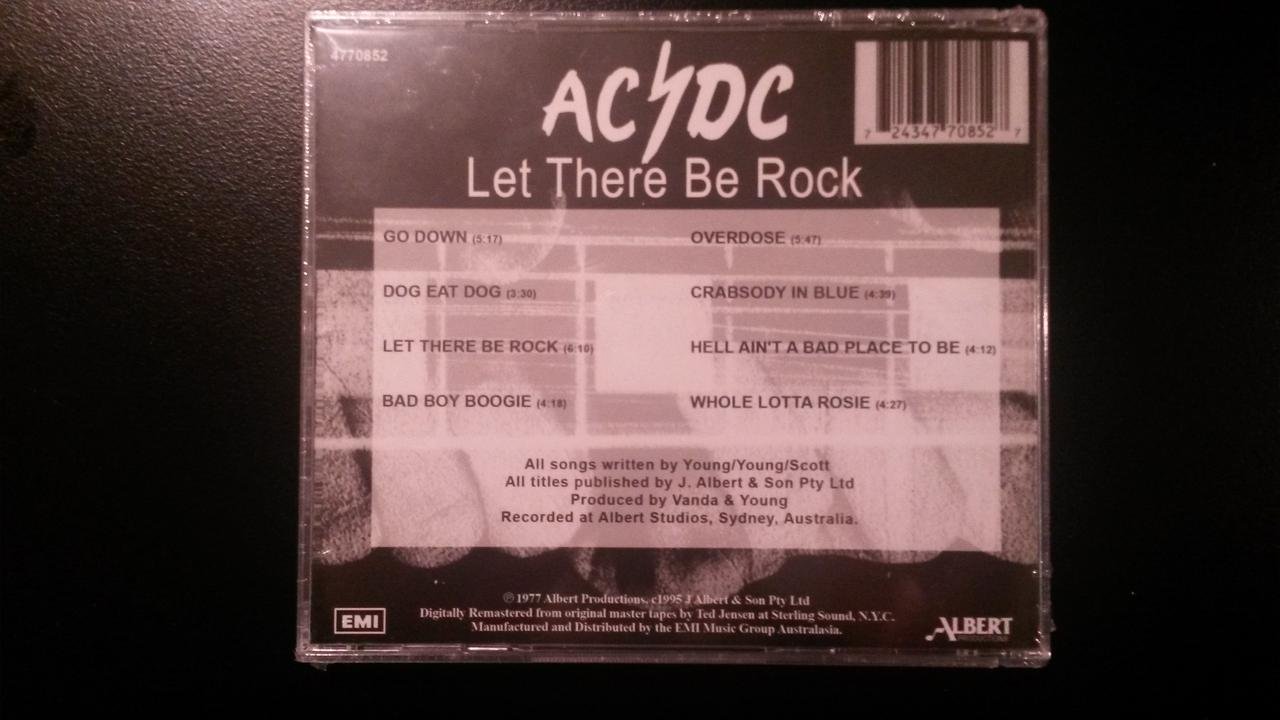 4770852
AC DC
7 24347 70852 7
Let There Be Rock
GO DOWN (5:17)
DOG EAT DOG (3:30)
LET THERE BE ROCK (6:10)
BAD BOY BOOGIE (4:18)
OVERDOSE (5:47)
CRABSODY IN BLUE (4:39)
HELL AIN'T A BAD PLACE TO BE (4:12)
WHOLE LOTTA ROSIE (4:27)
All songs written by Young/Young/Scott
All titles published by J. Albert & Son Pty Ltd
Produced by Vanda & Young
Recorded at Albert Studios, Sydney, Australia.
℗ 1977 Albert Productions, c1995 J Albert & Son Pty Ltd
Digitally Remastered from original master tapes by Ted Jensen at Sterling Sound, N.Y.C.
Manufactured and Distributed by the EMI Music Group Australasia.
EMI
ALBERT